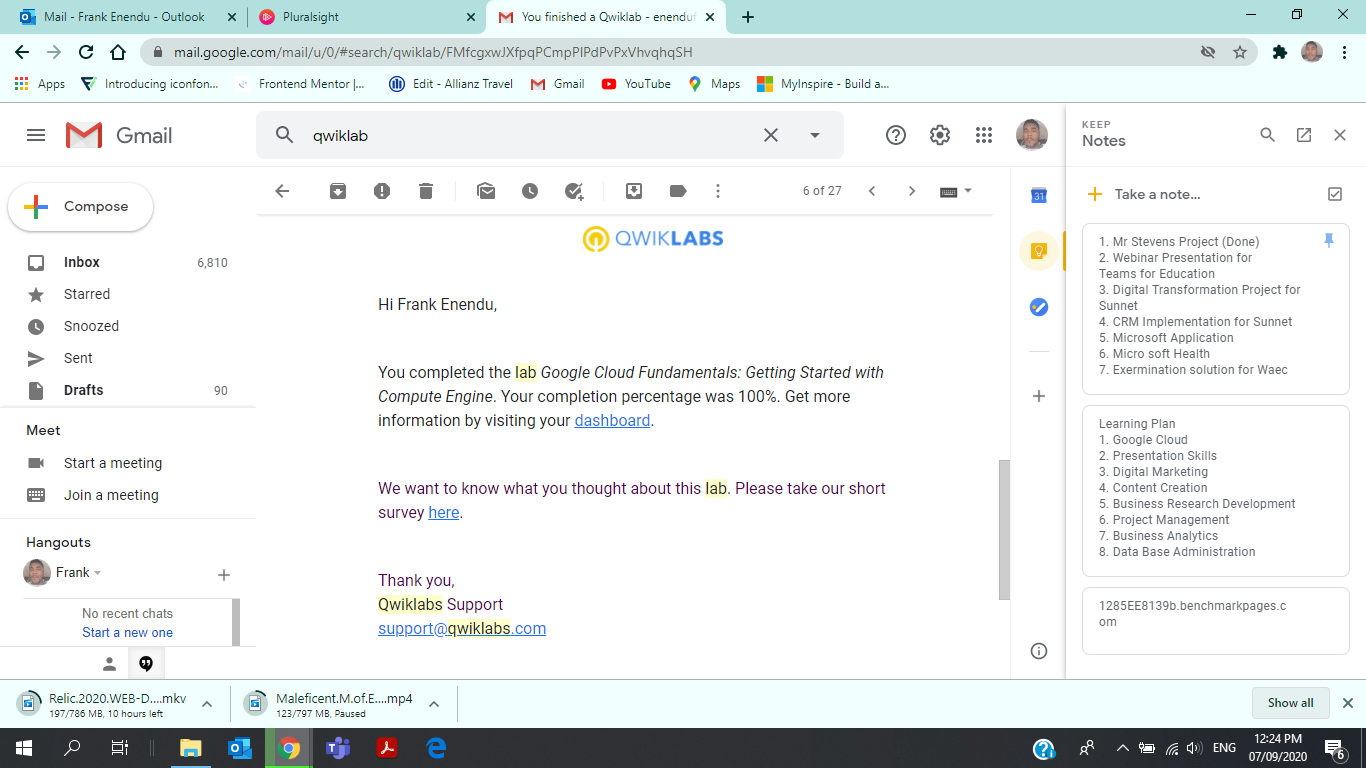 Mail - Frank Enendu - Outlook
Pluralsight
You finished a Qwiklab - enenduf
mail.google.com/mail/u/0/#search/qwiklab/FMfcgxwJXfpqPCmpPlPdPvPxVhvqhqSH
Apps
Introducing iconfon...
Frontend Mentor |...
Edit - Allianz Travel
Gmail
YouTube
Maps
MyInspire - Build a...
Gmail
qwiklab
Compose
Inbox 6,810
Starred
Snoozed
Sent
Drafts 90
Meet
Start a meeting
Join a meeting
Hangouts
Frank
No recent chats
Start a new one
6 of 27
QWIKLABS
Hi Frank Enendu,
You completed the lab Google Cloud Fundamentals: Getting Started with
Compute Engine. Your completion percentage was 100%. Get more
information by visiting your dashboard.
We want to know what you thought about this lab. Please take our short
survey here.
Thank you,
Qwiklabs Support
support@qwiklabs.com
31
KEEP
Notes
Take a note...
1. Mr Stevens Project (Done)
2. Webinar Presentation for
Teams for Education
3. Digital Transformation Project for
Sunnet
4. CRM Implementation for Sunnet
5. Microsoft Application
6. Micro soft Health
7. Exermination solution for Waec
Learning Plan
1. Google Cloud
2. Presentation Skills
3. Digital Marketing
4. Content Creation
5. Business Research Development
6. Project Management
7. Business Analytics
8. Data Base Administration
1285EE8139b.benchmarkpages.c
om
Relic.2020.WEB-D....mkv
197/786 MB, 10 hours left
Maleficent.M.of.E....mp4
123/797 MB, Paused
Show all
ENG
12:24 PM
07/09/2020
6